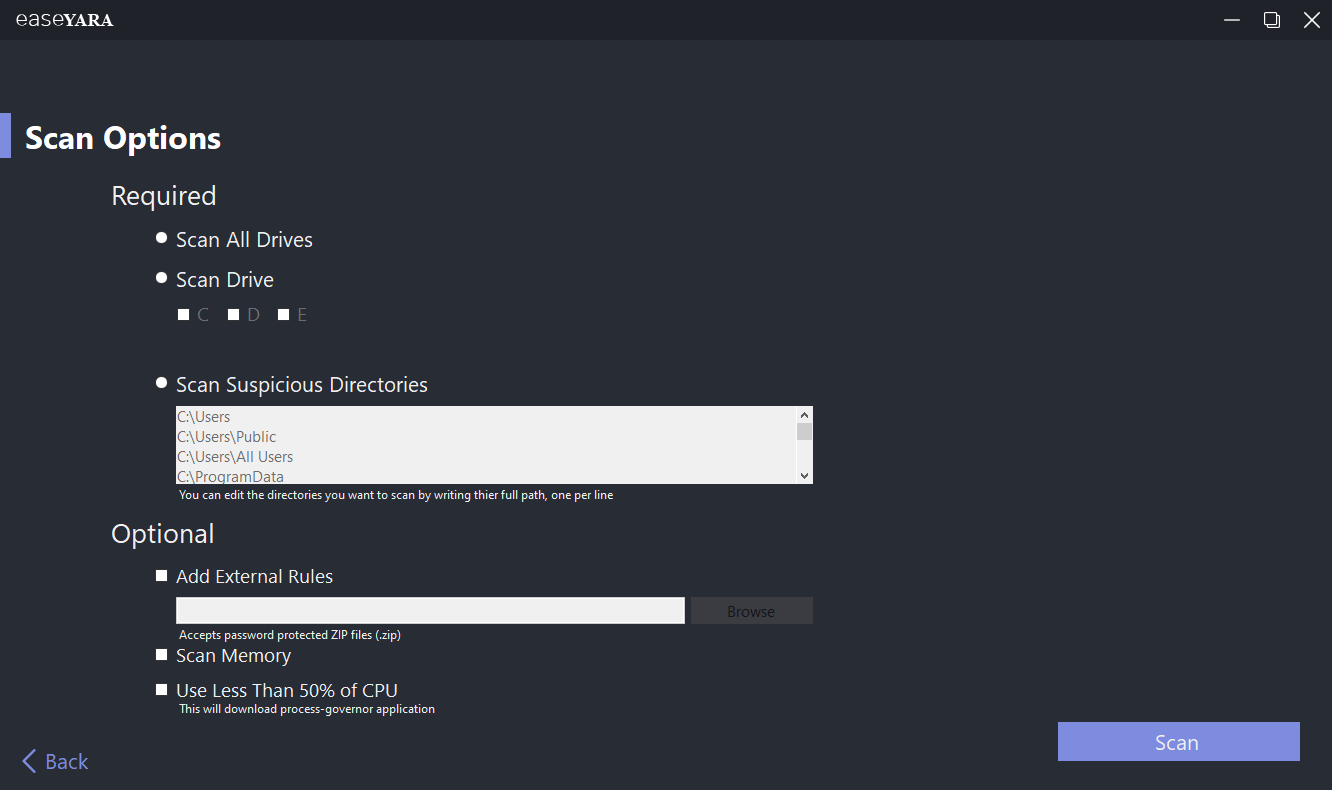 easeYARA
Scan Options
Required
Scan All Drives
Scan Drive
C D E
Scan Suspicious Directories
C:\Users
C:\Users\Public
C:\Users\All Users
C:\ProgramData
You can edit the directories you want to scan by writing thier full path, one per line
Optional
Add External Rules
Browse
Accepts password protected ZIP files (.zip)
Scan Memory
Use Less Than 50% of CPU
This will download process-governor application
Scan
Back